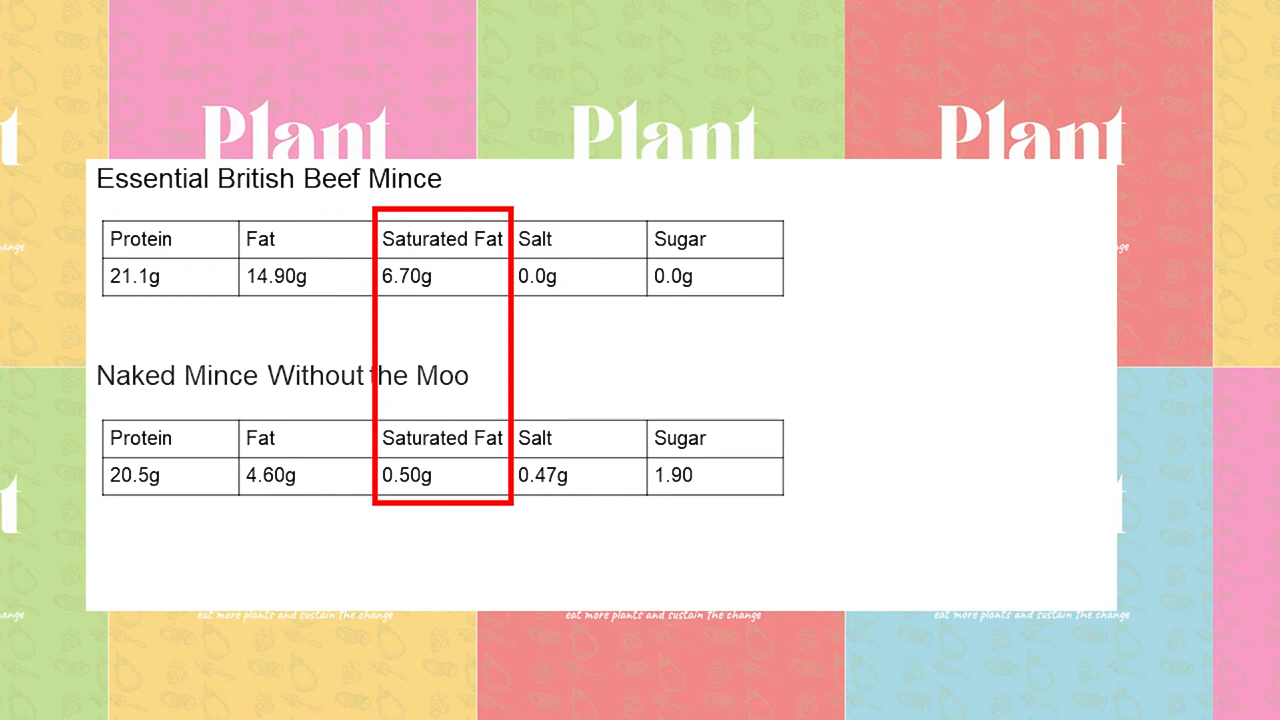 Plant Plant Plant
Essential British Beef Mince
change
Protein Fat Saturated Fat Salt Sugar
21.1g 14.90g 6.70g 0.0g 0.0g
Naked Mince Without the Moo
Protein Fat Saturated Fat Salt Sugar
20.5g 4.60g 0.50g 0.47g 1.90
change eat more plants and sustain the change eat more plants and sustain the change eat more plants and sustain the change